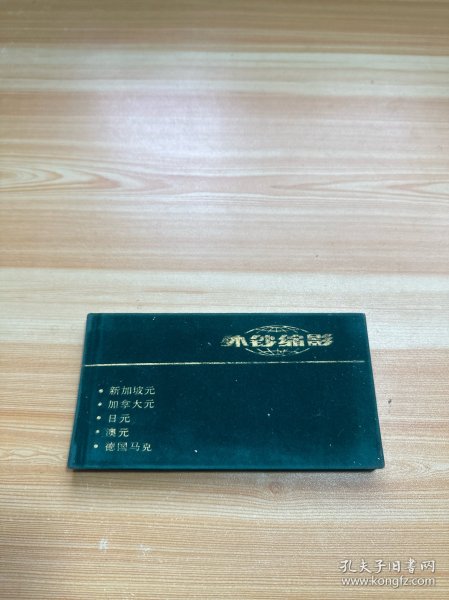 外钞缩影
• 新加坡元
• 加拿大元
• 日元
• 澳元
• 德国马克
孔夫子旧书网
www.kongfz.com